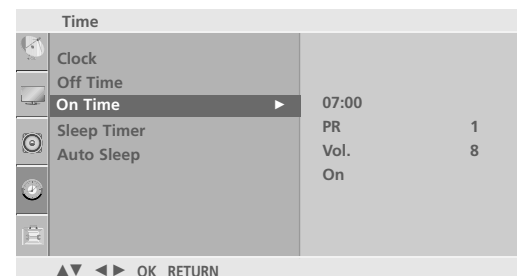 Time
Clock
Off Time
On Time ►
Sleep Timer
Auto Sleep
07:00
PR 1
Vol. 8
On
▲▼ ◄► OK RETURN